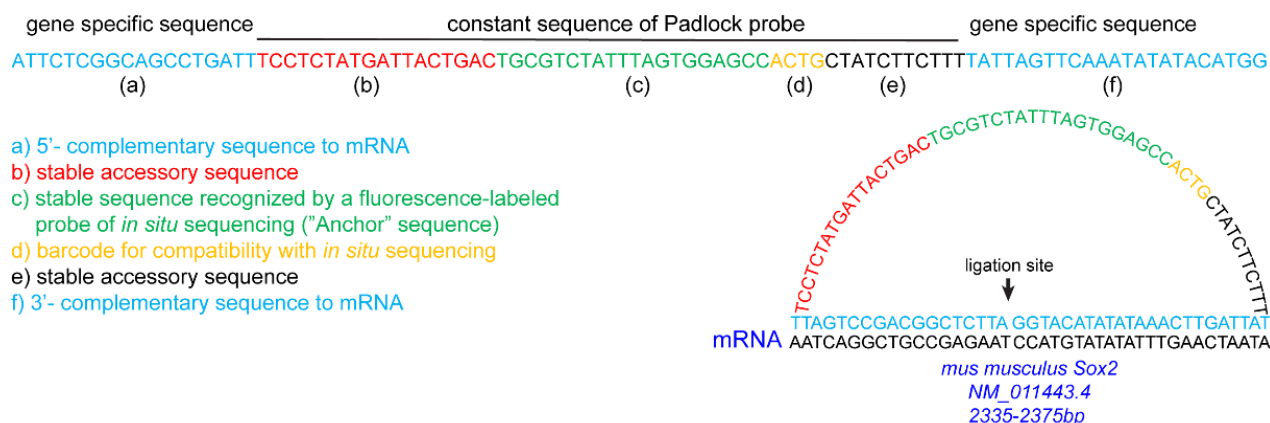 gene specific sequence constant sequence of Padlock probe gene specific sequence
ATTCTCGGCAGCCTGATTTCCTCTATGATTACTGACTGCGTCTATTTAGTGGAGCCACTGCTATCTTCTTTTATTAGTTCAAATATATACATGG
(a) (b) (c) (d) (e) (f)
a) 5'- complementary sequence to mRNA
b) stable accessory sequence
c) stable sequence recognized by a fluorescence-labeled
probe of in situ sequencing ("Anchor" sequence)
d) barcode for compatibility with in situ sequencing
e) stable accessory sequence
f) 3'- complementary sequence to mRNA
TCCTCTATGATTACTGACTGCGTCTATTTAGTGGAGCCACTGCTATCTTCTTT
ligation site
TTAGTCCGACGGCTCTTA GGTACATATATAAACTTGATTAT
mRNA AATCAGGCTGCCGAGAATCCATGTATATATTTGAACTAATA
mus musculus Sox2
NM_011443.4
2335-2375bp